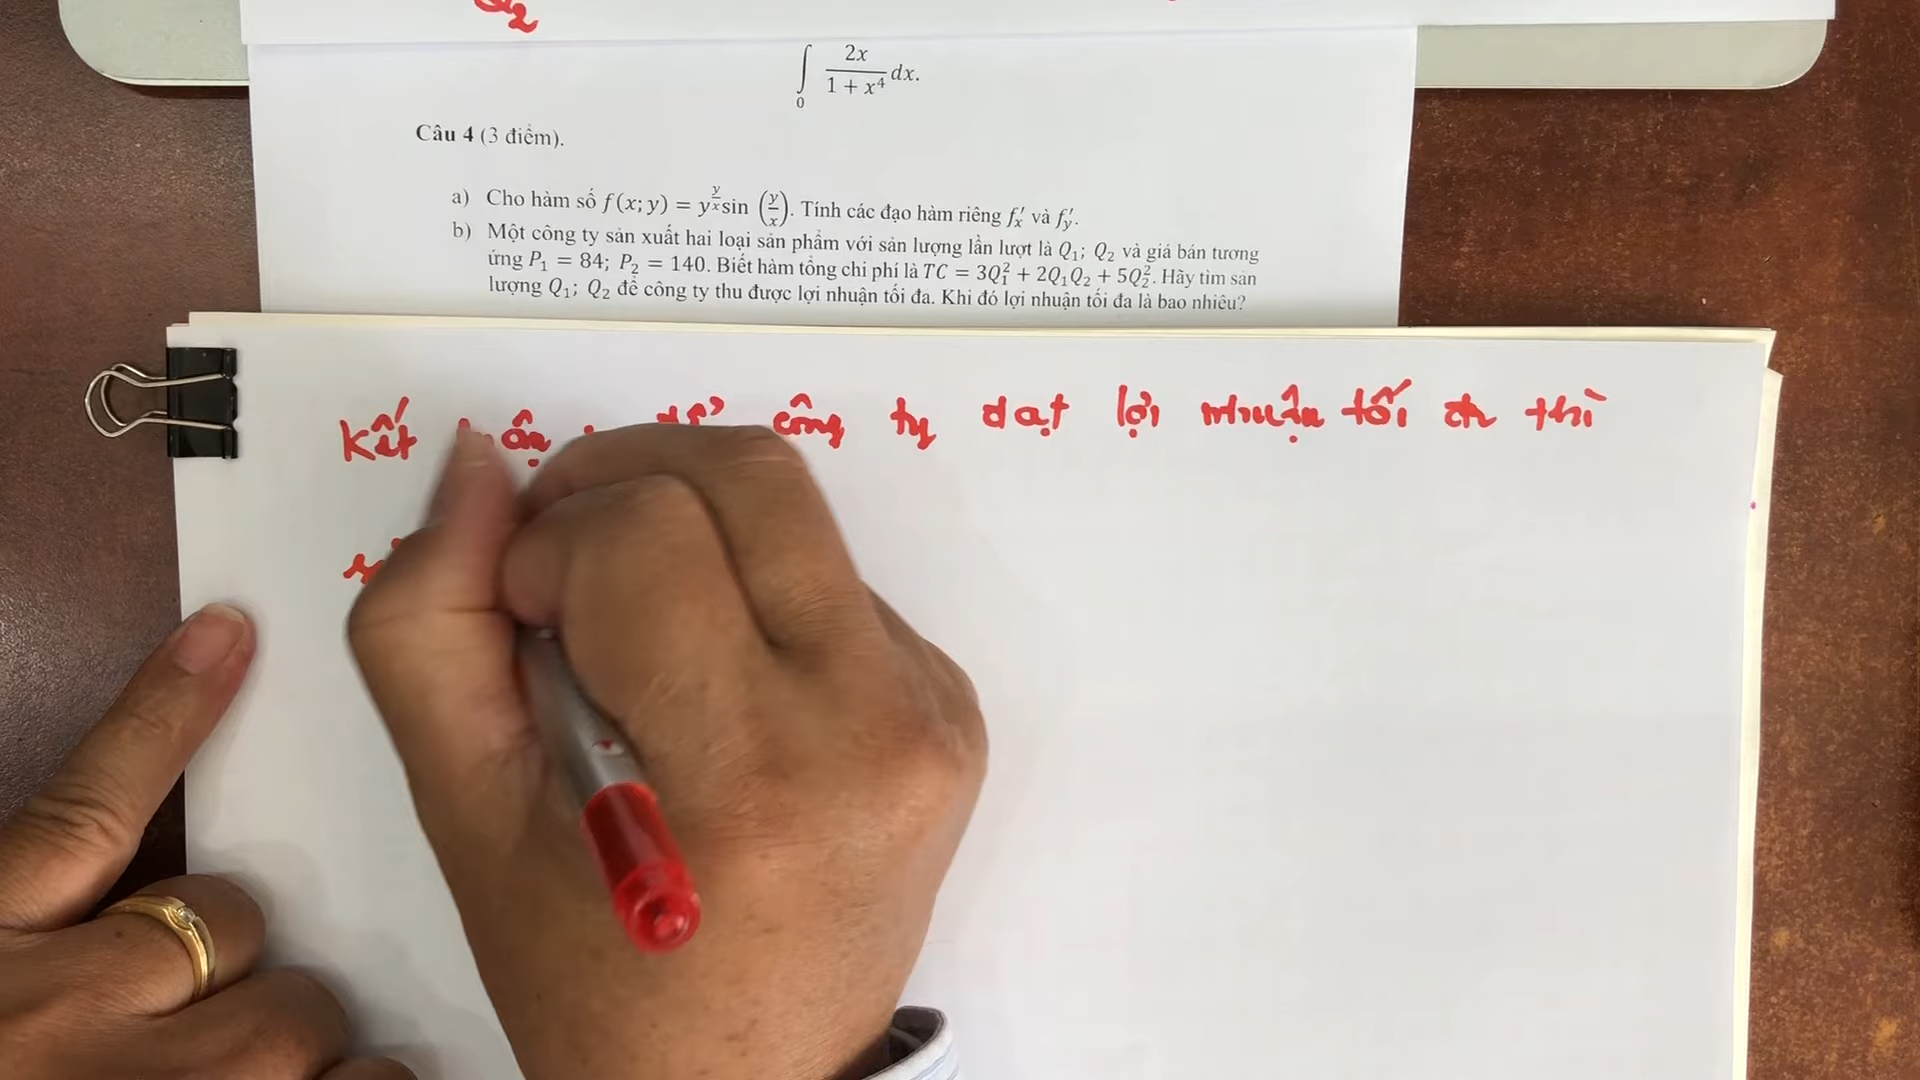 2
∫₀ 2x/(1 + x⁴) dx.
Câu 4 (3 điểm).
a) Cho hàm số f(x; y) = y^(y/x) sin (y/x). Tính các đạo hàm riêng f′ₓ và f′ᵧ.
b) Một công ty sản xuất hai loại sản phẩm với sản lượng lần lượt là Q₁; Q₂ và giá bán tương
ứng P₁ = 84; P₂ = 140. Biết hàm tổng chi phí là TC = 3Q₁² + 2Q₁Q₂ + 5Q₂². Hãy tìm sản
lượng Q₁; Q₂ để công ty thu được lợi nhuận tối đa. Khi đó lợi nhuận tối đa là bao nhiêu?
Kết công ty đạt lợi nhuận tối đa thì